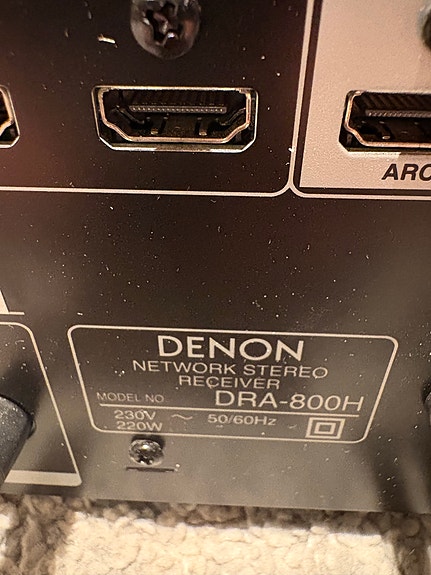 ARC
DENON
NETWORK STEREO
RECEIVER
MODEL NO. DRA-800H
230V ~ 50/60Hz
220W